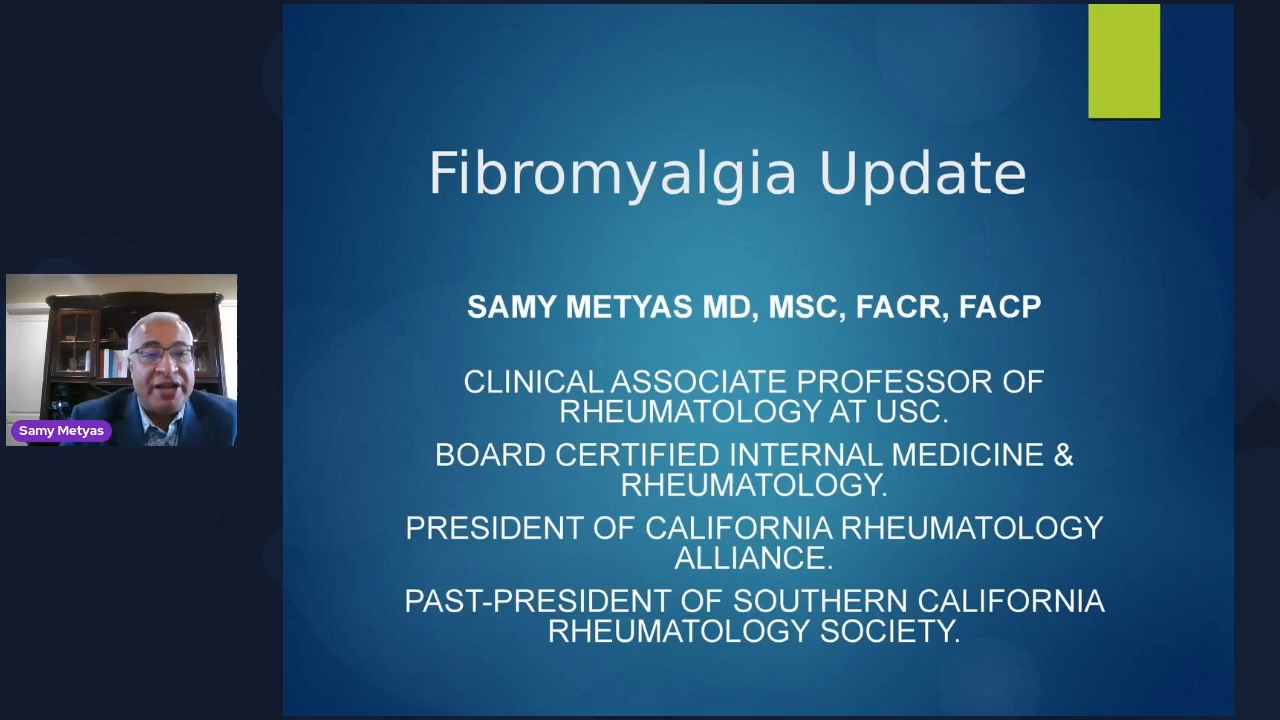 Fibromyalgia Update
SAMY METYAS MD, MSC, FACR, FACP
CLINICAL ASSOCIATE PROFESSOR OF
RHEUMATOLOGY AT USC.
BOARD CERTIFIED INTERNAL MEDICINE &
RHEUMATOLOGY.
PRESIDENT OF CALIFORNIA RHEUMATOLOGY
ALLIANCE.
PAST-PRESIDENT OF SOUTHERN CALIFORNIA
RHEUMATOLOGY SOCIETY.
Samy Metyas